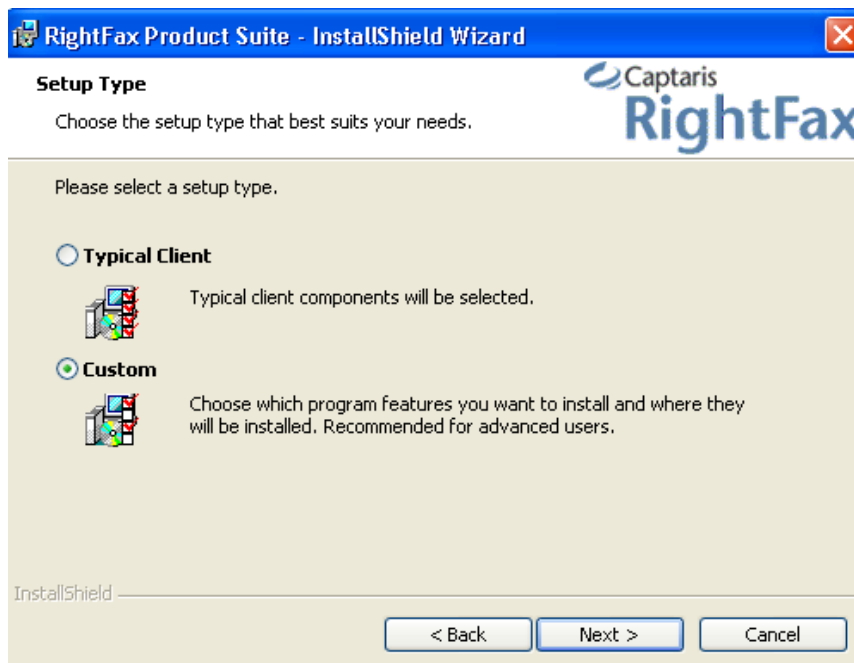 RightFax Product Suite - InstallShield Wizard
Setup Type
Choose the setup type that best suits your needs.
Captaris
RightFax
Please select a setup type.
Typical Client
Typical client components will be selected.
Custom
Choose which program features you want to install and where they
will be installed. Recommended for advanced users.
InstallShield
< Back
Next >
Cancel